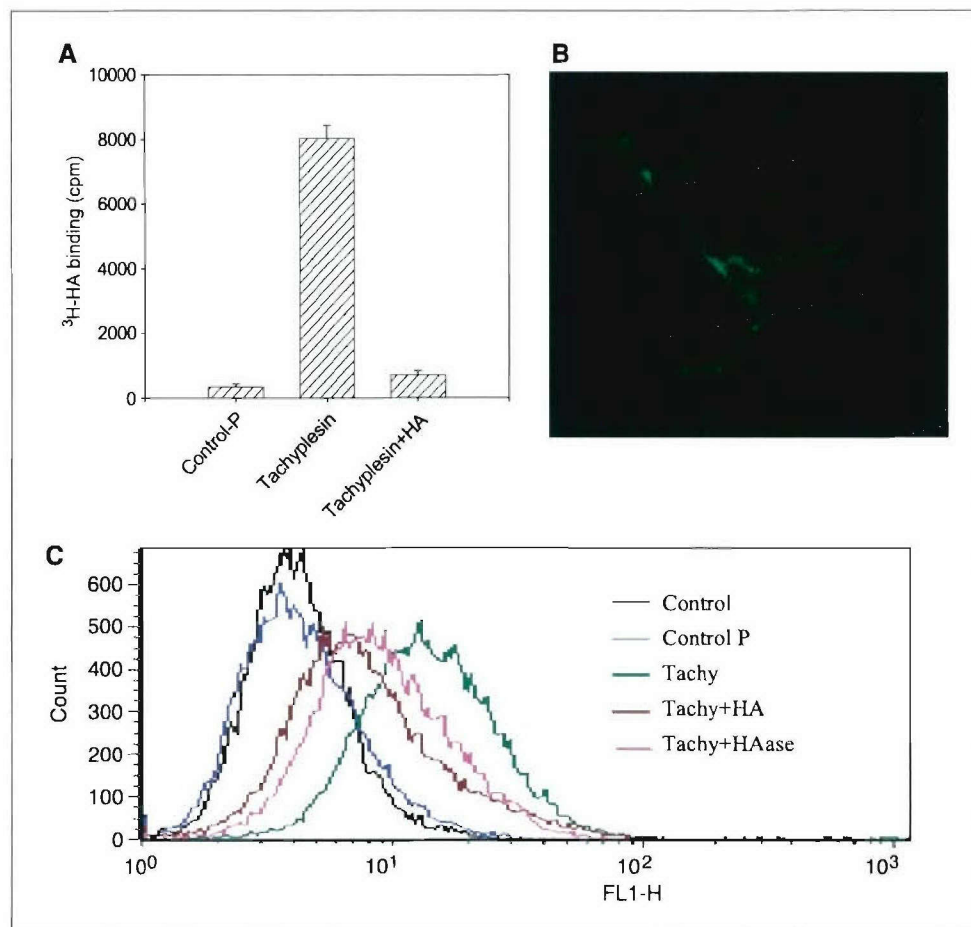 A
10000
8000
6000
4000
2000
0
³H-HA binding (cpm)
Control-P
Tachyplesin
Tachyplesin+HA
B
C
600
500
400
300
200
100
0
Count
10⁰
10¹
10²
10³
FL1-H
Control
Control P
Tachy
Tachy+HA
Tachy+HAase